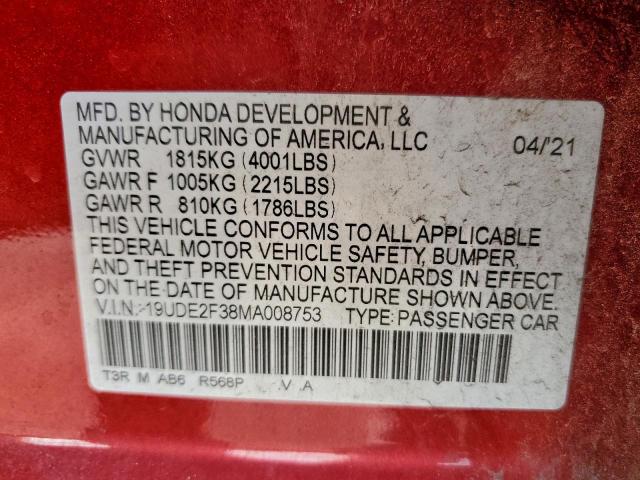 MFD. BY HONDA DEVELOPMENT &
MANUFACTURING OF AMERICA, LLC 04/'21
GVWR 1815KG (4001LBS)
GAWR F 1005KG (2215LBS)
GAWR R 810KG (1786LBS)
THIS VEHICLE CONFORMS TO ALL APPLICABLE
FEDERAL MOTOR VEHICLE SAFETY, BUMPER,
AND THEFT PREVENTION STANDARDS IN EFFECT
ON THE DATE OF MANUFACTURE SHOWN ABOVE.
V.I.N.: 19UDE2F38MA008753 TYPE: PASSENGER CAR
T3R M AB6 R568P V A